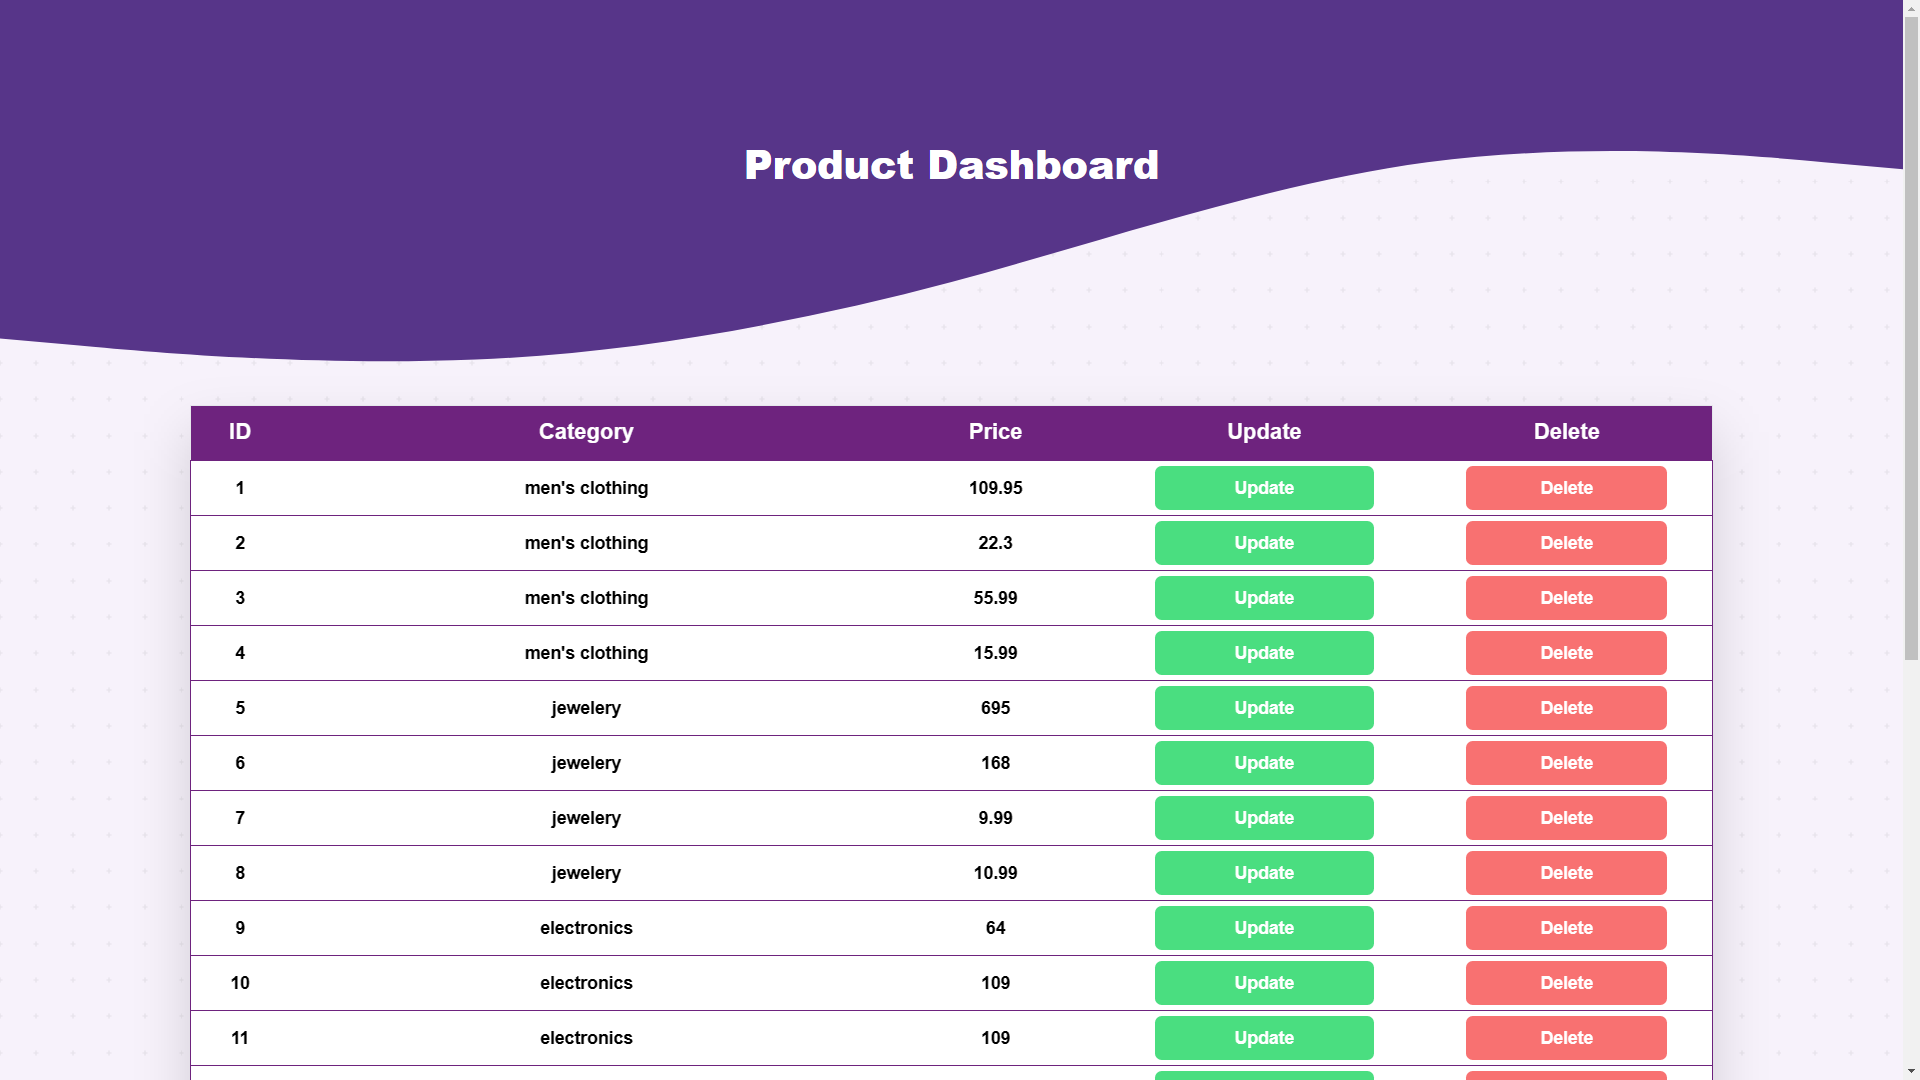 Product Dashboard
ID Category Price Update Delete
1 men's clothing 109.95 Update Delete
2 men's clothing 22.3 Update Delete
3 men's clothing 55.99 Update Delete
4 men's clothing 15.99 Update Delete
5 jewelery 695 Update Delete
6 jewelery 168 Update Delete
7 jewelery 9.99 Update Delete
8 jewelery 10.99 Update Delete
9 electronics 64 Update Delete
10 electronics 109 Update Delete
11 electronics 109 Update Delete